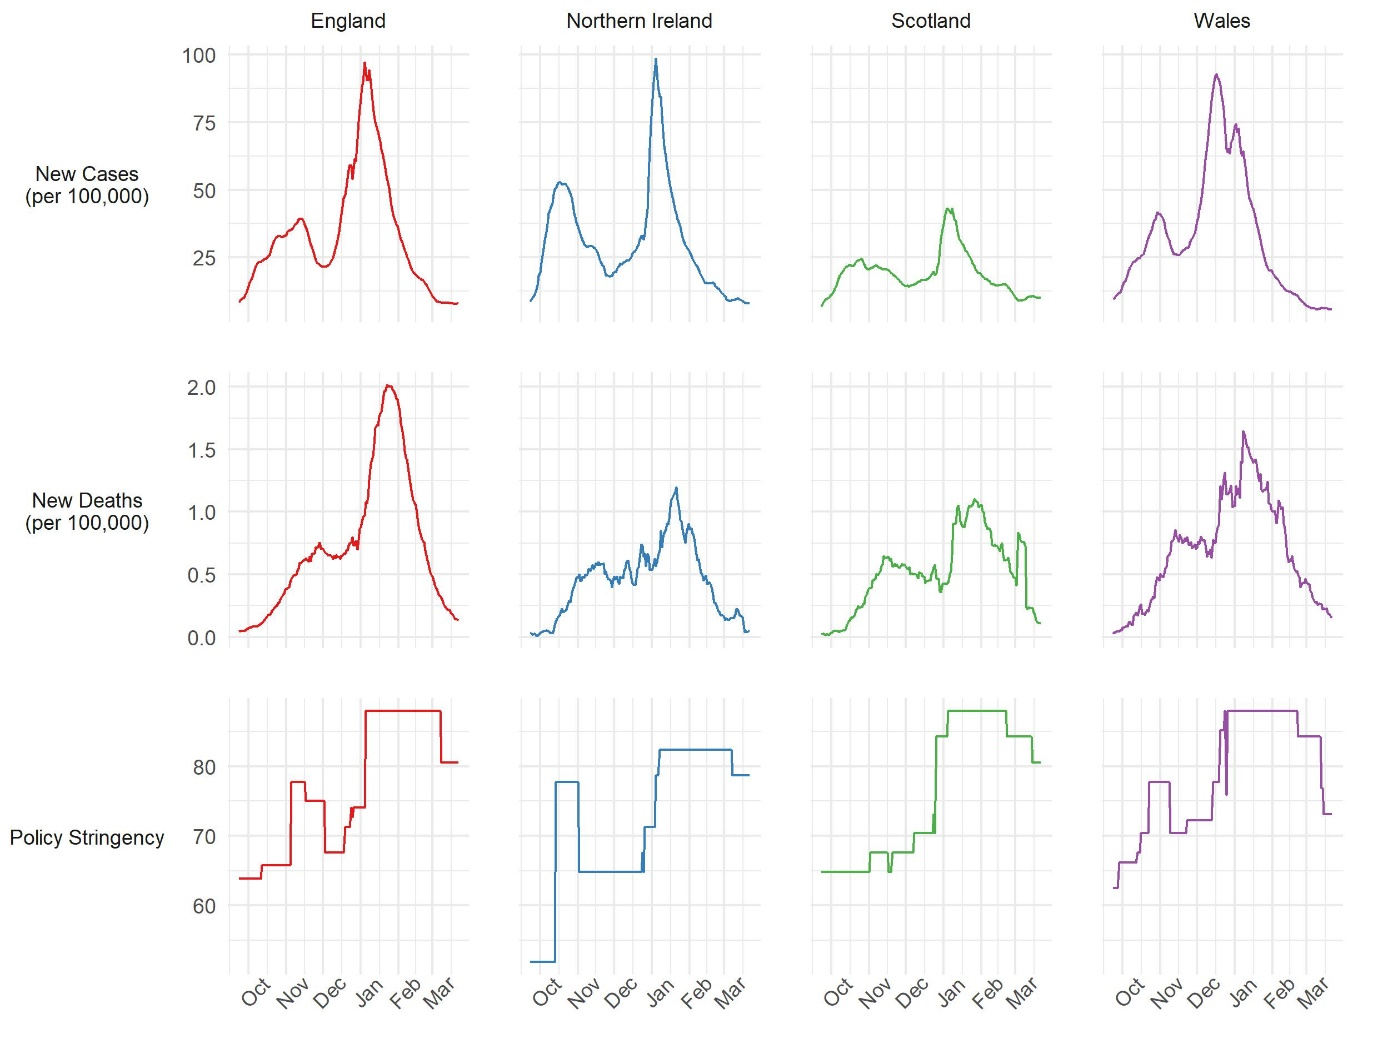 England Northern Ireland Scotland Wales
100
75
New Cases
(per 100,000)
50
25
2.0
1.5
New Deaths
(per 100,000)
1.0
0.5
0.0
80
Policy Stringency
70
60
Oct Nov Dec Jan Feb Mar Oct Nov Dec Jan Feb Mar Oct Nov Dec Jan Feb Mar Oct Nov Dec Jan Feb Mar